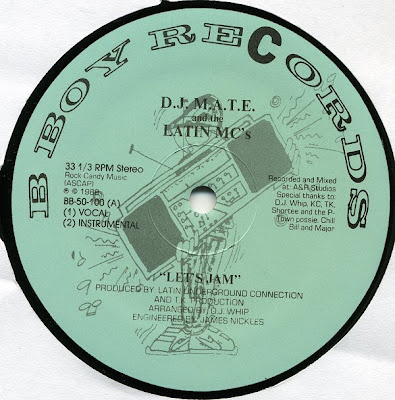 B BOY RECORDS
D.J. M.A.T.E.
and the
LATIN MC's
33 1/3 RPM Stereo
Rock Candy Music
(ASCAP)
℗ © 1988
BB-50-100 (A)
(1) VOCAL
(2) INSTRUMENTAL
Recorded and Mixed
at: A&R Studios
Special thanks to:
D.J. Whip, KC, TK,
Shortee and the P-
Town possie, Chill
Bill and Major
"LET'S JAM"
PRODUCED BY: LATIN UNDERGROUND CONNECTION
AND T.K. PRODUCTION
ARRANGED BY: D.J. WHIP
ENGINEERED BY: JAMES NICKLES